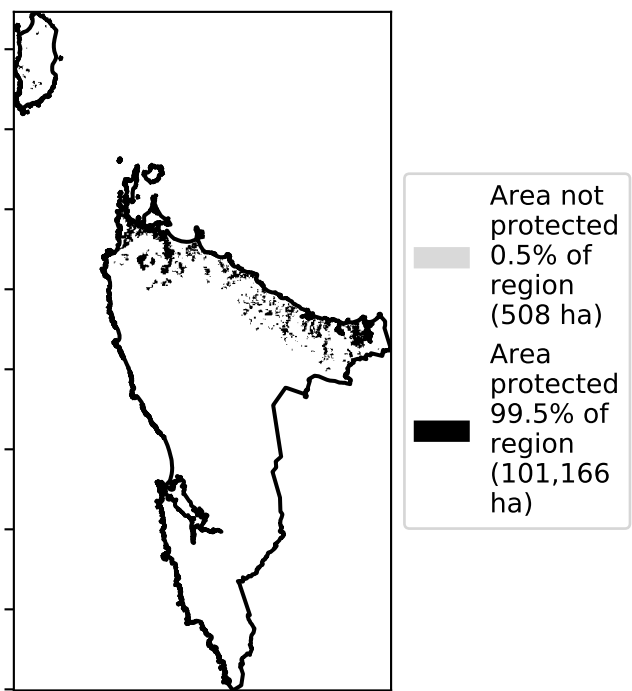 Area not
protected
0.5% of
region
(508 ha)
Area
protected
99.5% of
region
(101,166
ha)